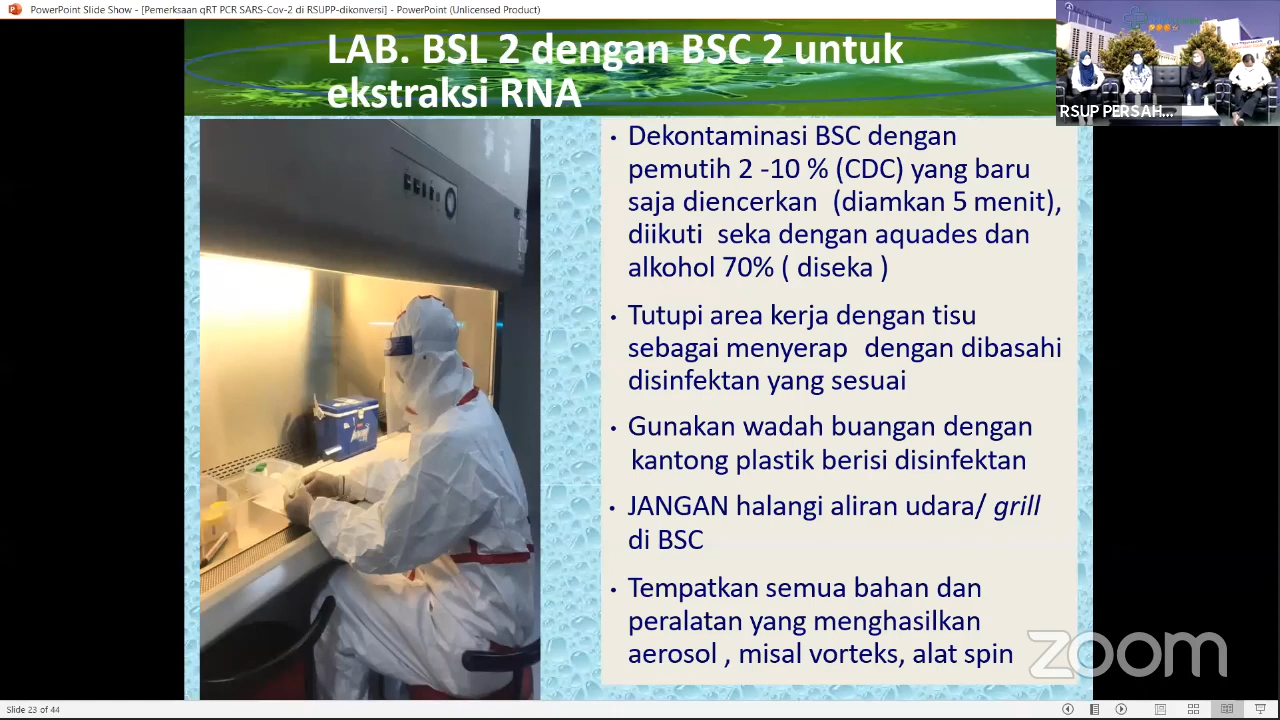 PowerPoint Slide Show - [Pemerksaan qRT PCR SARS-Cov-2 di RSUPP-dikonversi] - PowerPoint (Unlicensed Product)
LAB. BSL 2 dengan BSC 2 untuk
ekstraksi RNA
RSUP PERSAH...
• Dekontaminasi BSC dengan
pemutih 2 -10 % (CDC) yang baru
saja diencerkan (diamkan 5 menit),
diikuti seka dengan aquades dan
alkohol 70% ( diseka )
• Tutupi area kerja dengan tisu
sebagai menyerap dengan dibasahi
disinfektan yang sesuai
• Gunakan wadah buangan dengan
kantong plastik berisi disinfektan
• JANGAN halangi aliran udara/ grill
di BSC
• Tempatkan semua bahan dan
peralatan yang menghasilkan
aerosol , misal vorteks, alat spin
zoom
Slide 23 of 44